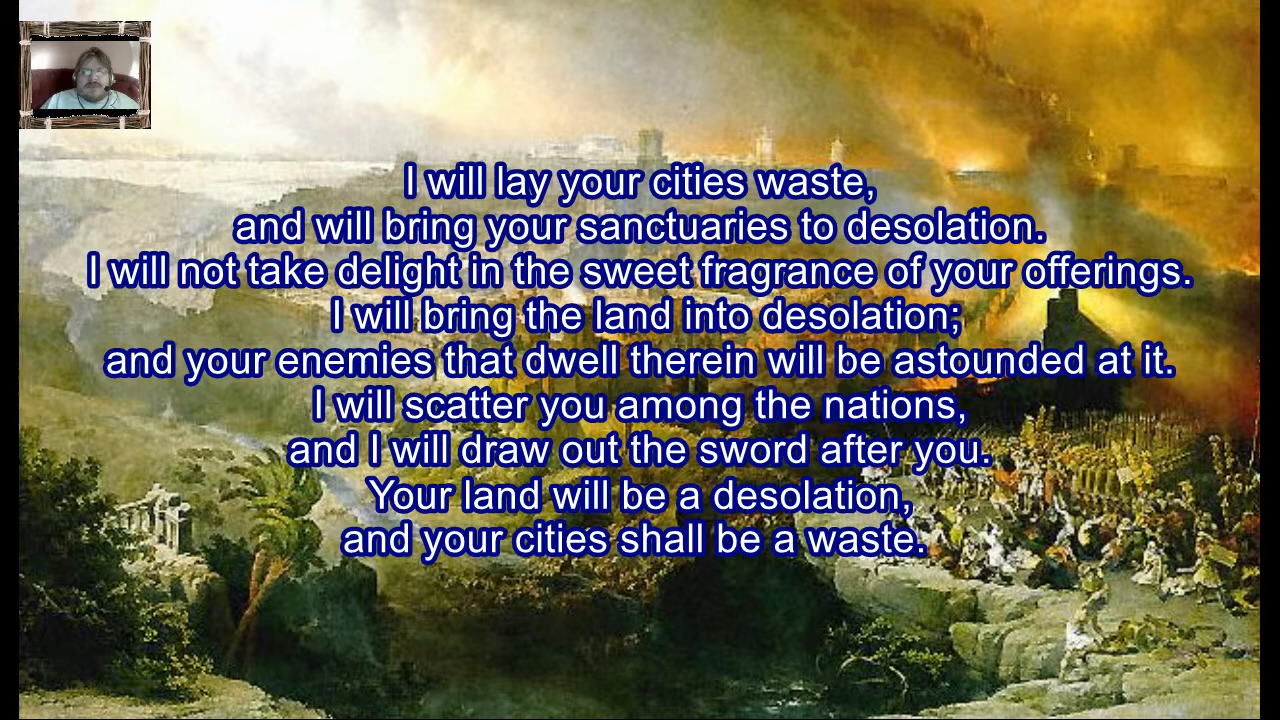 I will lay your cities waste,
and will bring your sanctuaries to desolation.
I will not take delight in the sweet fragrance of your offerings.
I will bring the land into desolation;
and your enemies that dwell therein will be astounded at it.
I will scatter you among the nations,
and I will draw out the sword after you.
Your land will be a desolation,
and your cities shall be a waste.